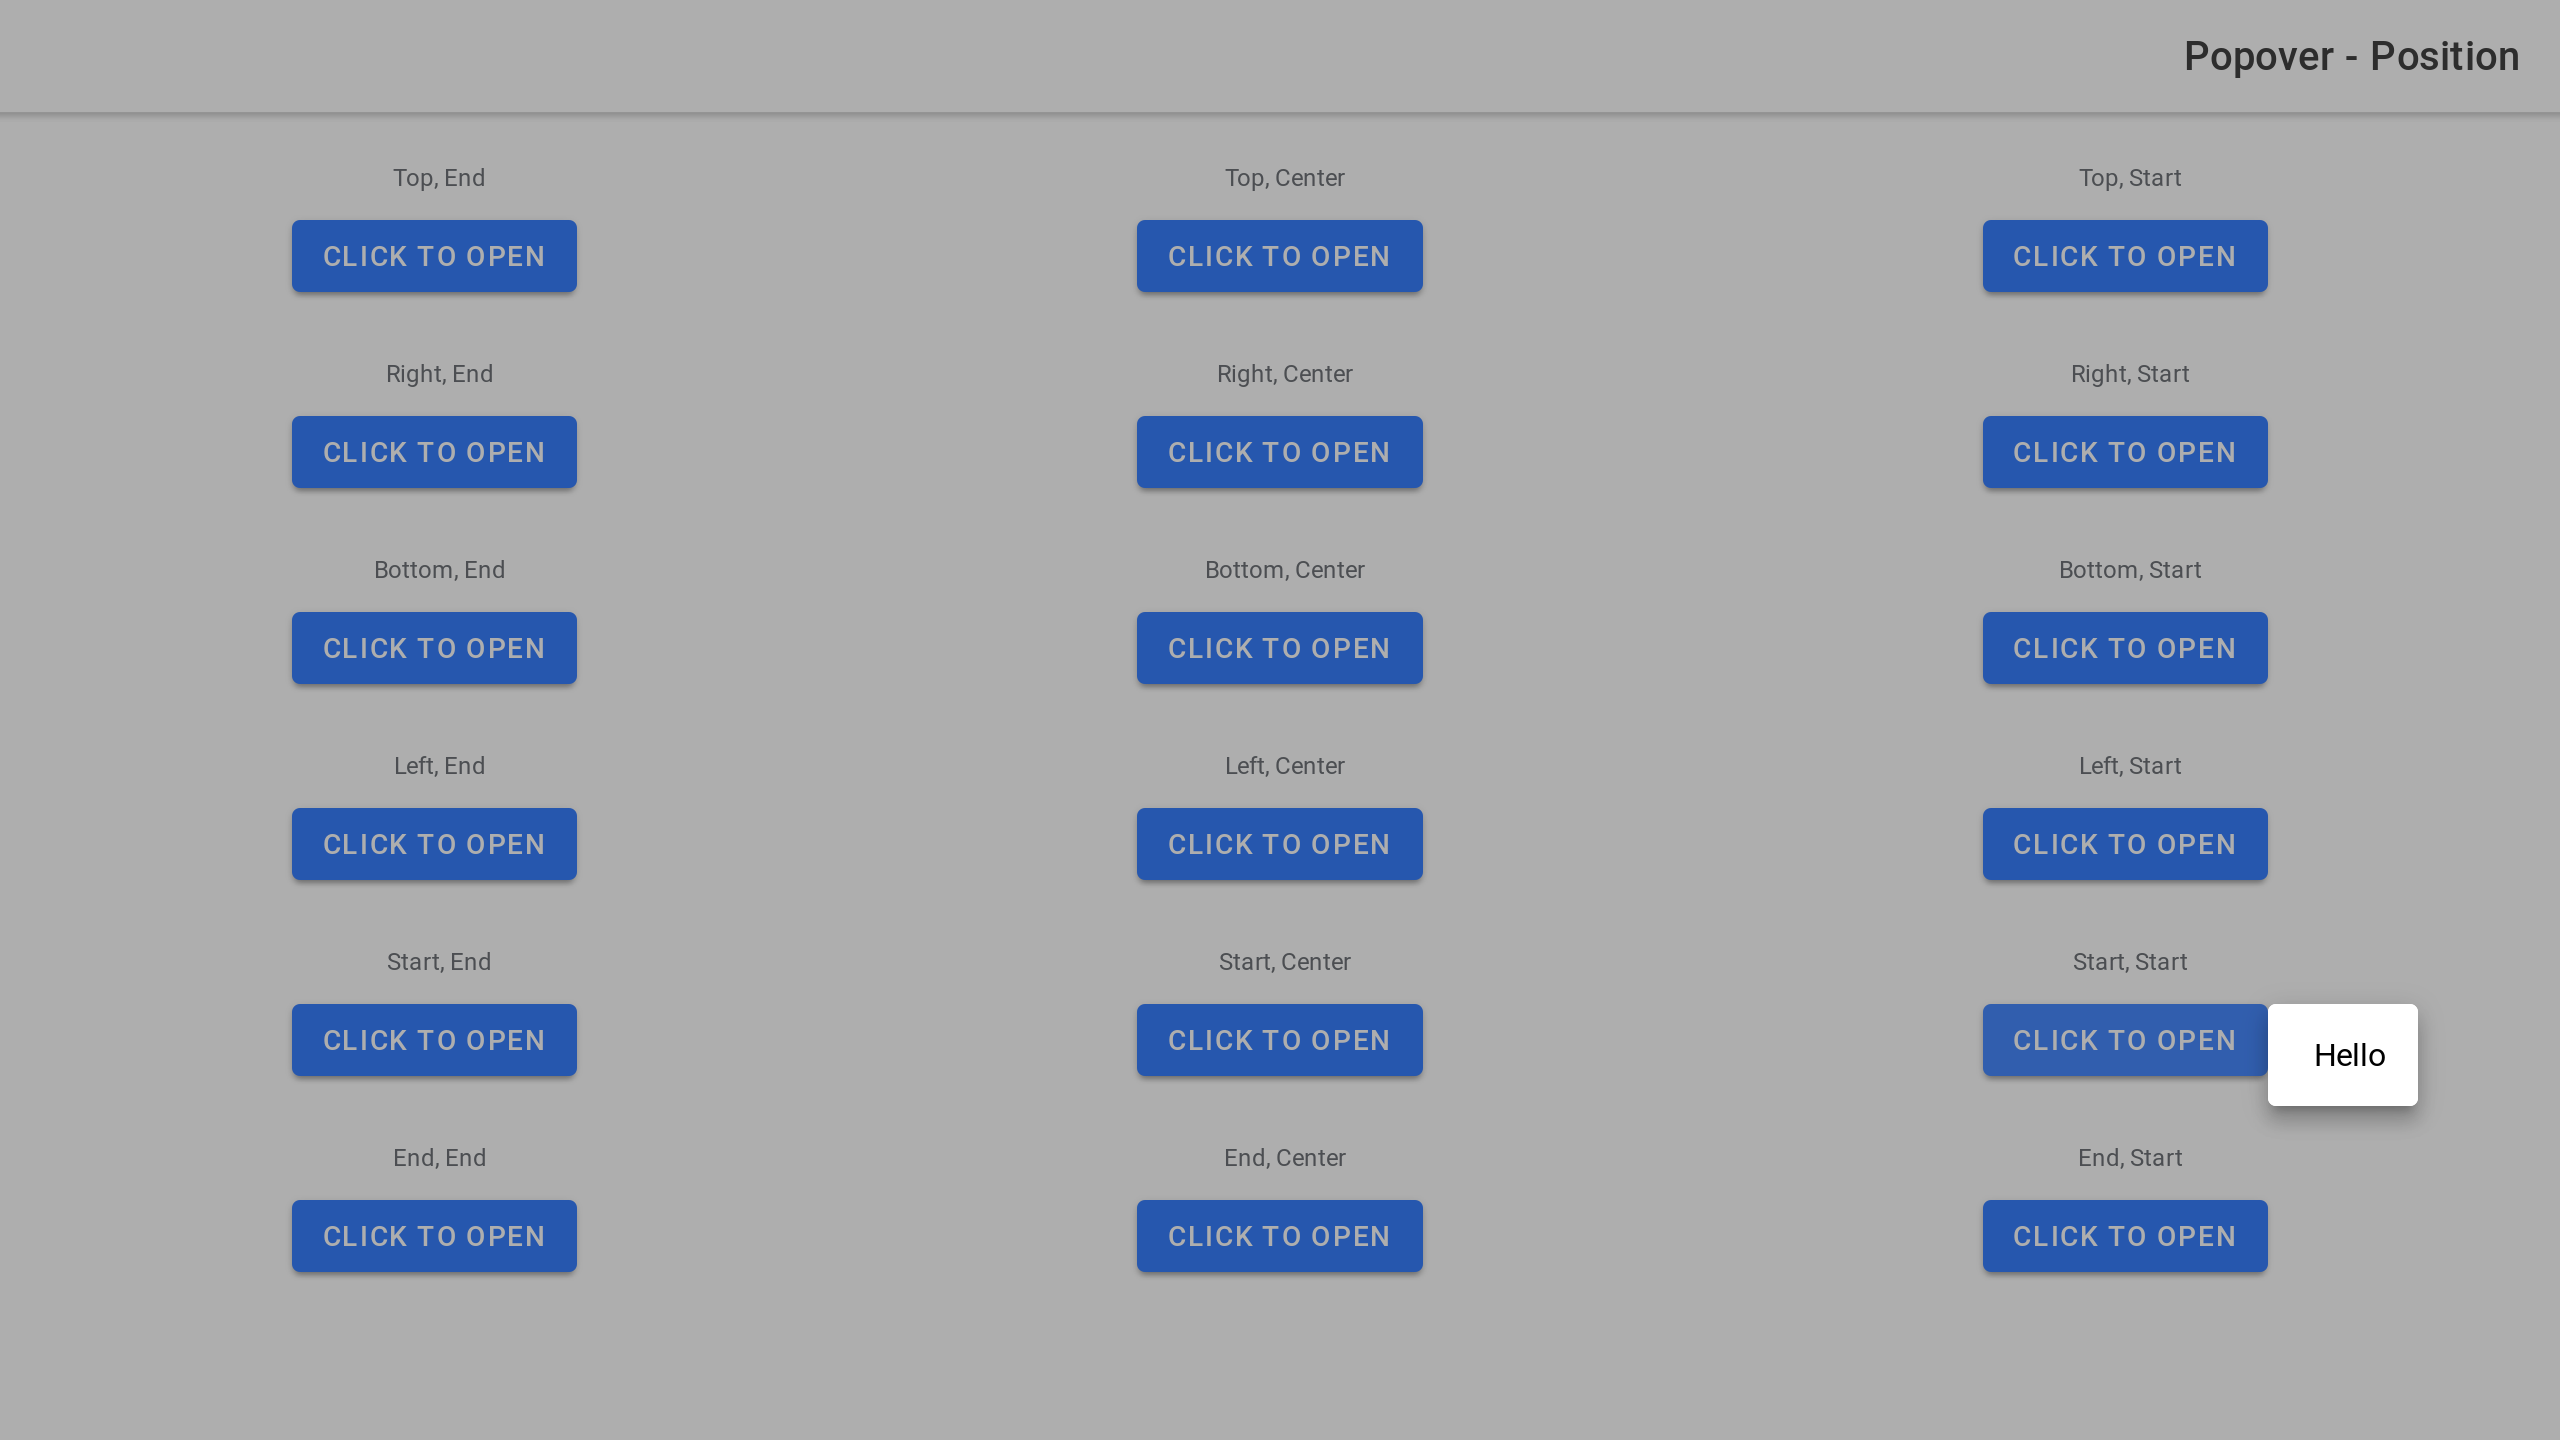 Popover - Position
Top, End
Top, Center
Top, Start
CLICK TO OPEN
CLICK TO OPEN
CLICK TO OPEN
Right, End
Right, Center
Right, Start
CLICK TO OPEN
CLICK TO OPEN
CLICK TO OPEN
Bottom, End
Bottom, Center
Bottom, Start
CLICK TO OPEN
CLICK TO OPEN
CLICK TO OPEN
Left, End
Left, Center
Left, Start
CLICK TO OPEN
CLICK TO OPEN
CLICK TO OPEN
Start, End
Start, Center
Start, Start
CLICK TO OPEN
CLICK TO OPEN
CLICK TO OPEN
Hello
End, End
End, Center
End, Start
CLICK TO OPEN
CLICK TO OPEN
CLICK TO OPEN